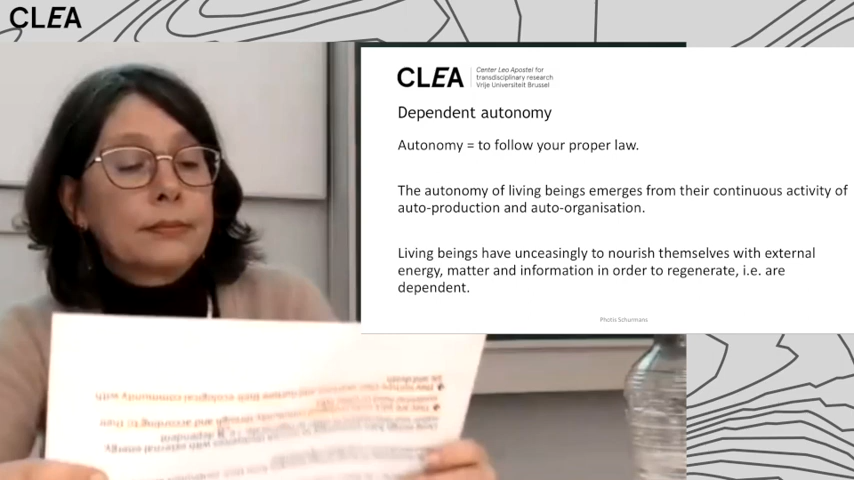 CLEA
CLEA
Center Leo Apostel for
transdisciplinary research
Vrije Universiteit Brussel
Dependent autonomy
Autonomy = to follow your proper law.
The autonomy of living beings emerges from their continuous activity of
auto-production and auto-organisation.
Living beings have unceasingly to nourish themselves with external
energy, matter and information in order to regenerate, i.e. are
dependent.
Photis Schurmans